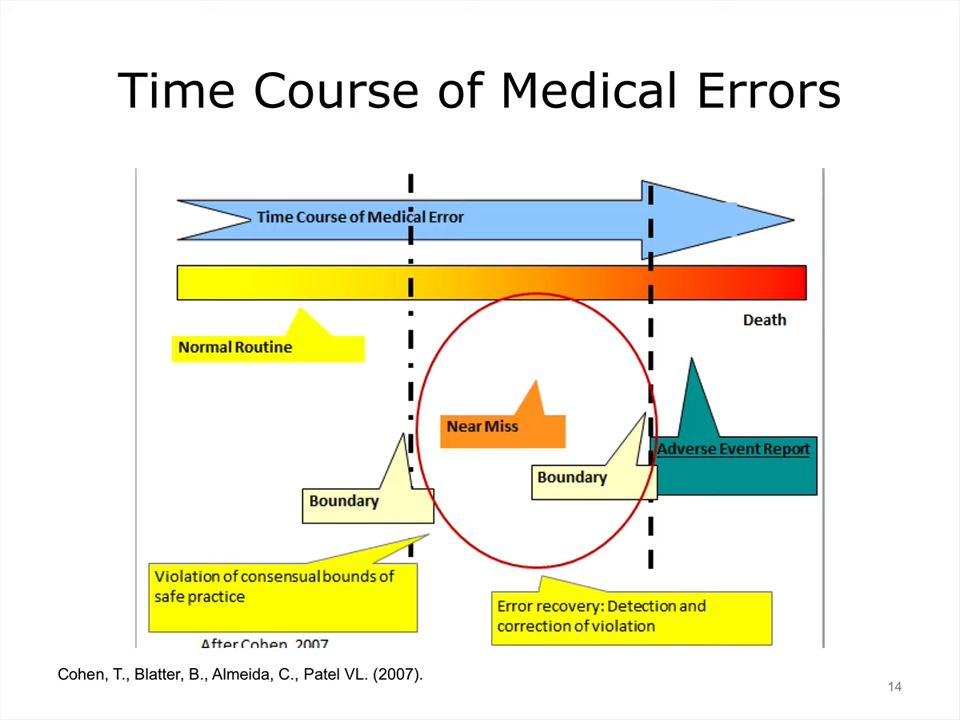 Time Course of Medical Errors
Time Course of Medical Error
Death
Normal Routine
Near Miss
Adverse Event Report
Boundary
Boundary
Violation of consensual bounds of
safe practice
Error recovery: Detection and
correction of violation
After Cohen, 2007
Cohen, T., Blatter, B., Almeida, C., Patel VL. (2007).
14